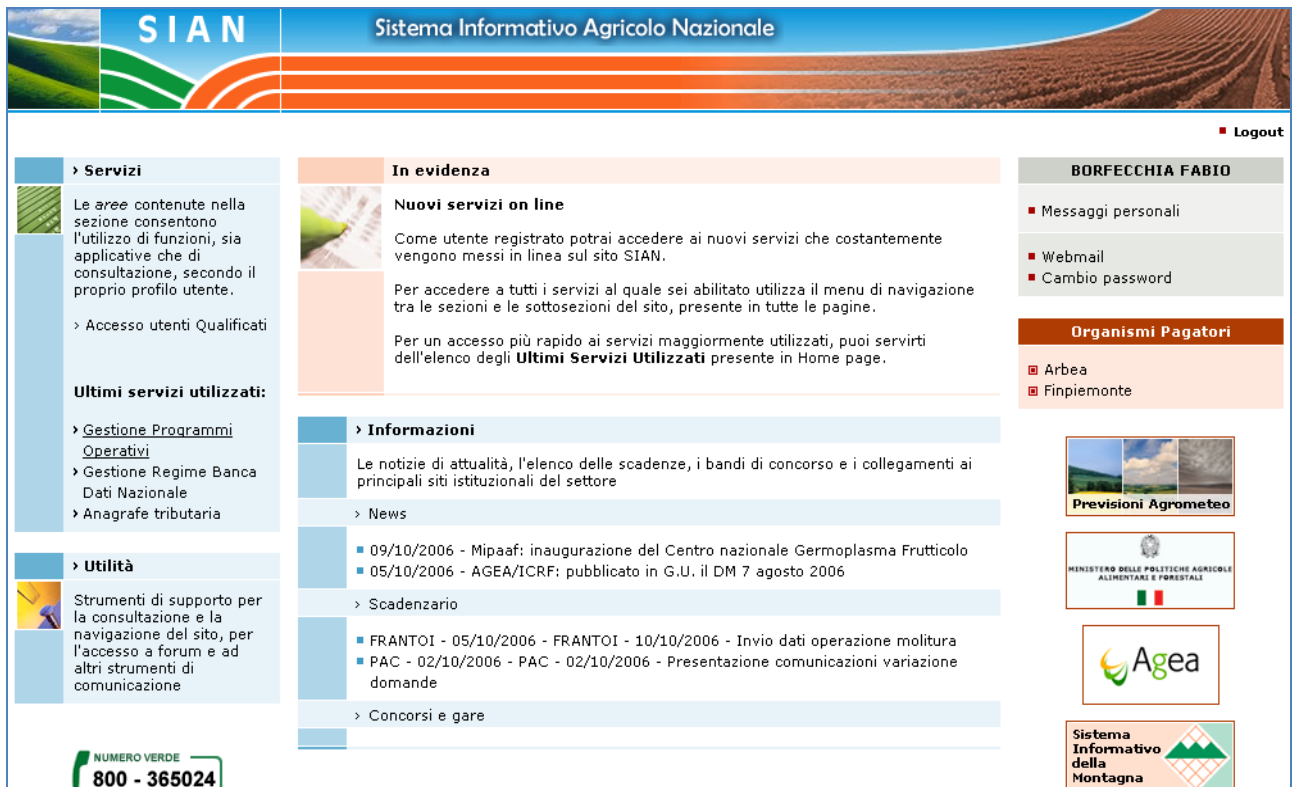 SIAN
Sistema Informativo Agricolo Nazionale
Logout
› Servizi
Le aree contenute nella
sezione consentono
l'utilizzo di funzioni, sia
applicative che di
consultazione, secondo il
proprio profilo utente.
› Accesso utenti Qualificati
Ultimi servizi utilizzati:
› Gestione Programmi
Operativi
› Gestione Regime Banca
Dati Nazionale
› Anagrafe tributaria
› Utilità
Strumenti di supporto per
la consultazione e la
navigazione del sito, per
l'accesso a forum e ad
altri strumenti di
comunicazione
NUMERO VERDE
800 - 365024
In evidenza
Nuovi servizi on line
Come utente registrato potrai accedere ai nuovi servizi che costantemente
vengono messi in linea sul sito SIAN.
Per accedere a tutti i servizi al quale sei abilitato utilizza il menu di navigazione
tra le sezioni e le sottosezioni del sito, presente in tutte le pagine.
Per un accesso più rapido ai servizi maggiormente utilizzati, puoi servirti
dell'elenco degli Ultimi Servizi Utilizzati presente in Home page.
› Informazioni
Le notizie di attualità, l'elenco delle scadenze, i bandi di concorso e i collegamenti ai
principali siti istituzionali del settore
› News
09/10/2006 - Mipaaf: inaugurazione del Centro nazionale Germoplasma Frutticolo
05/10/2006 - AGEA/ICRF: pubblicato in G.U. il DM 7 agosto 2006
› Scadenzario
FRANTOI - 05/10/2006 - FRANTOI - 10/10/2006 - Invio dati operazione molitura
PAC - 02/10/2006 - PAC - 02/10/2006 - Presentazione comunicazioni variazione
domande
› Concorsi e gare
BORFECCHIA FABIO
Messaggi personali
Webmail
Cambio password
Organismi Pagatori
Arbea
Finpiemonte
Previsioni Agrometeo
MINISTERO DELLE POLITICHE AGRICOLE
ALIMENTARI E FORESTALI
Agea
Sistema
Informativo
della
Montagna